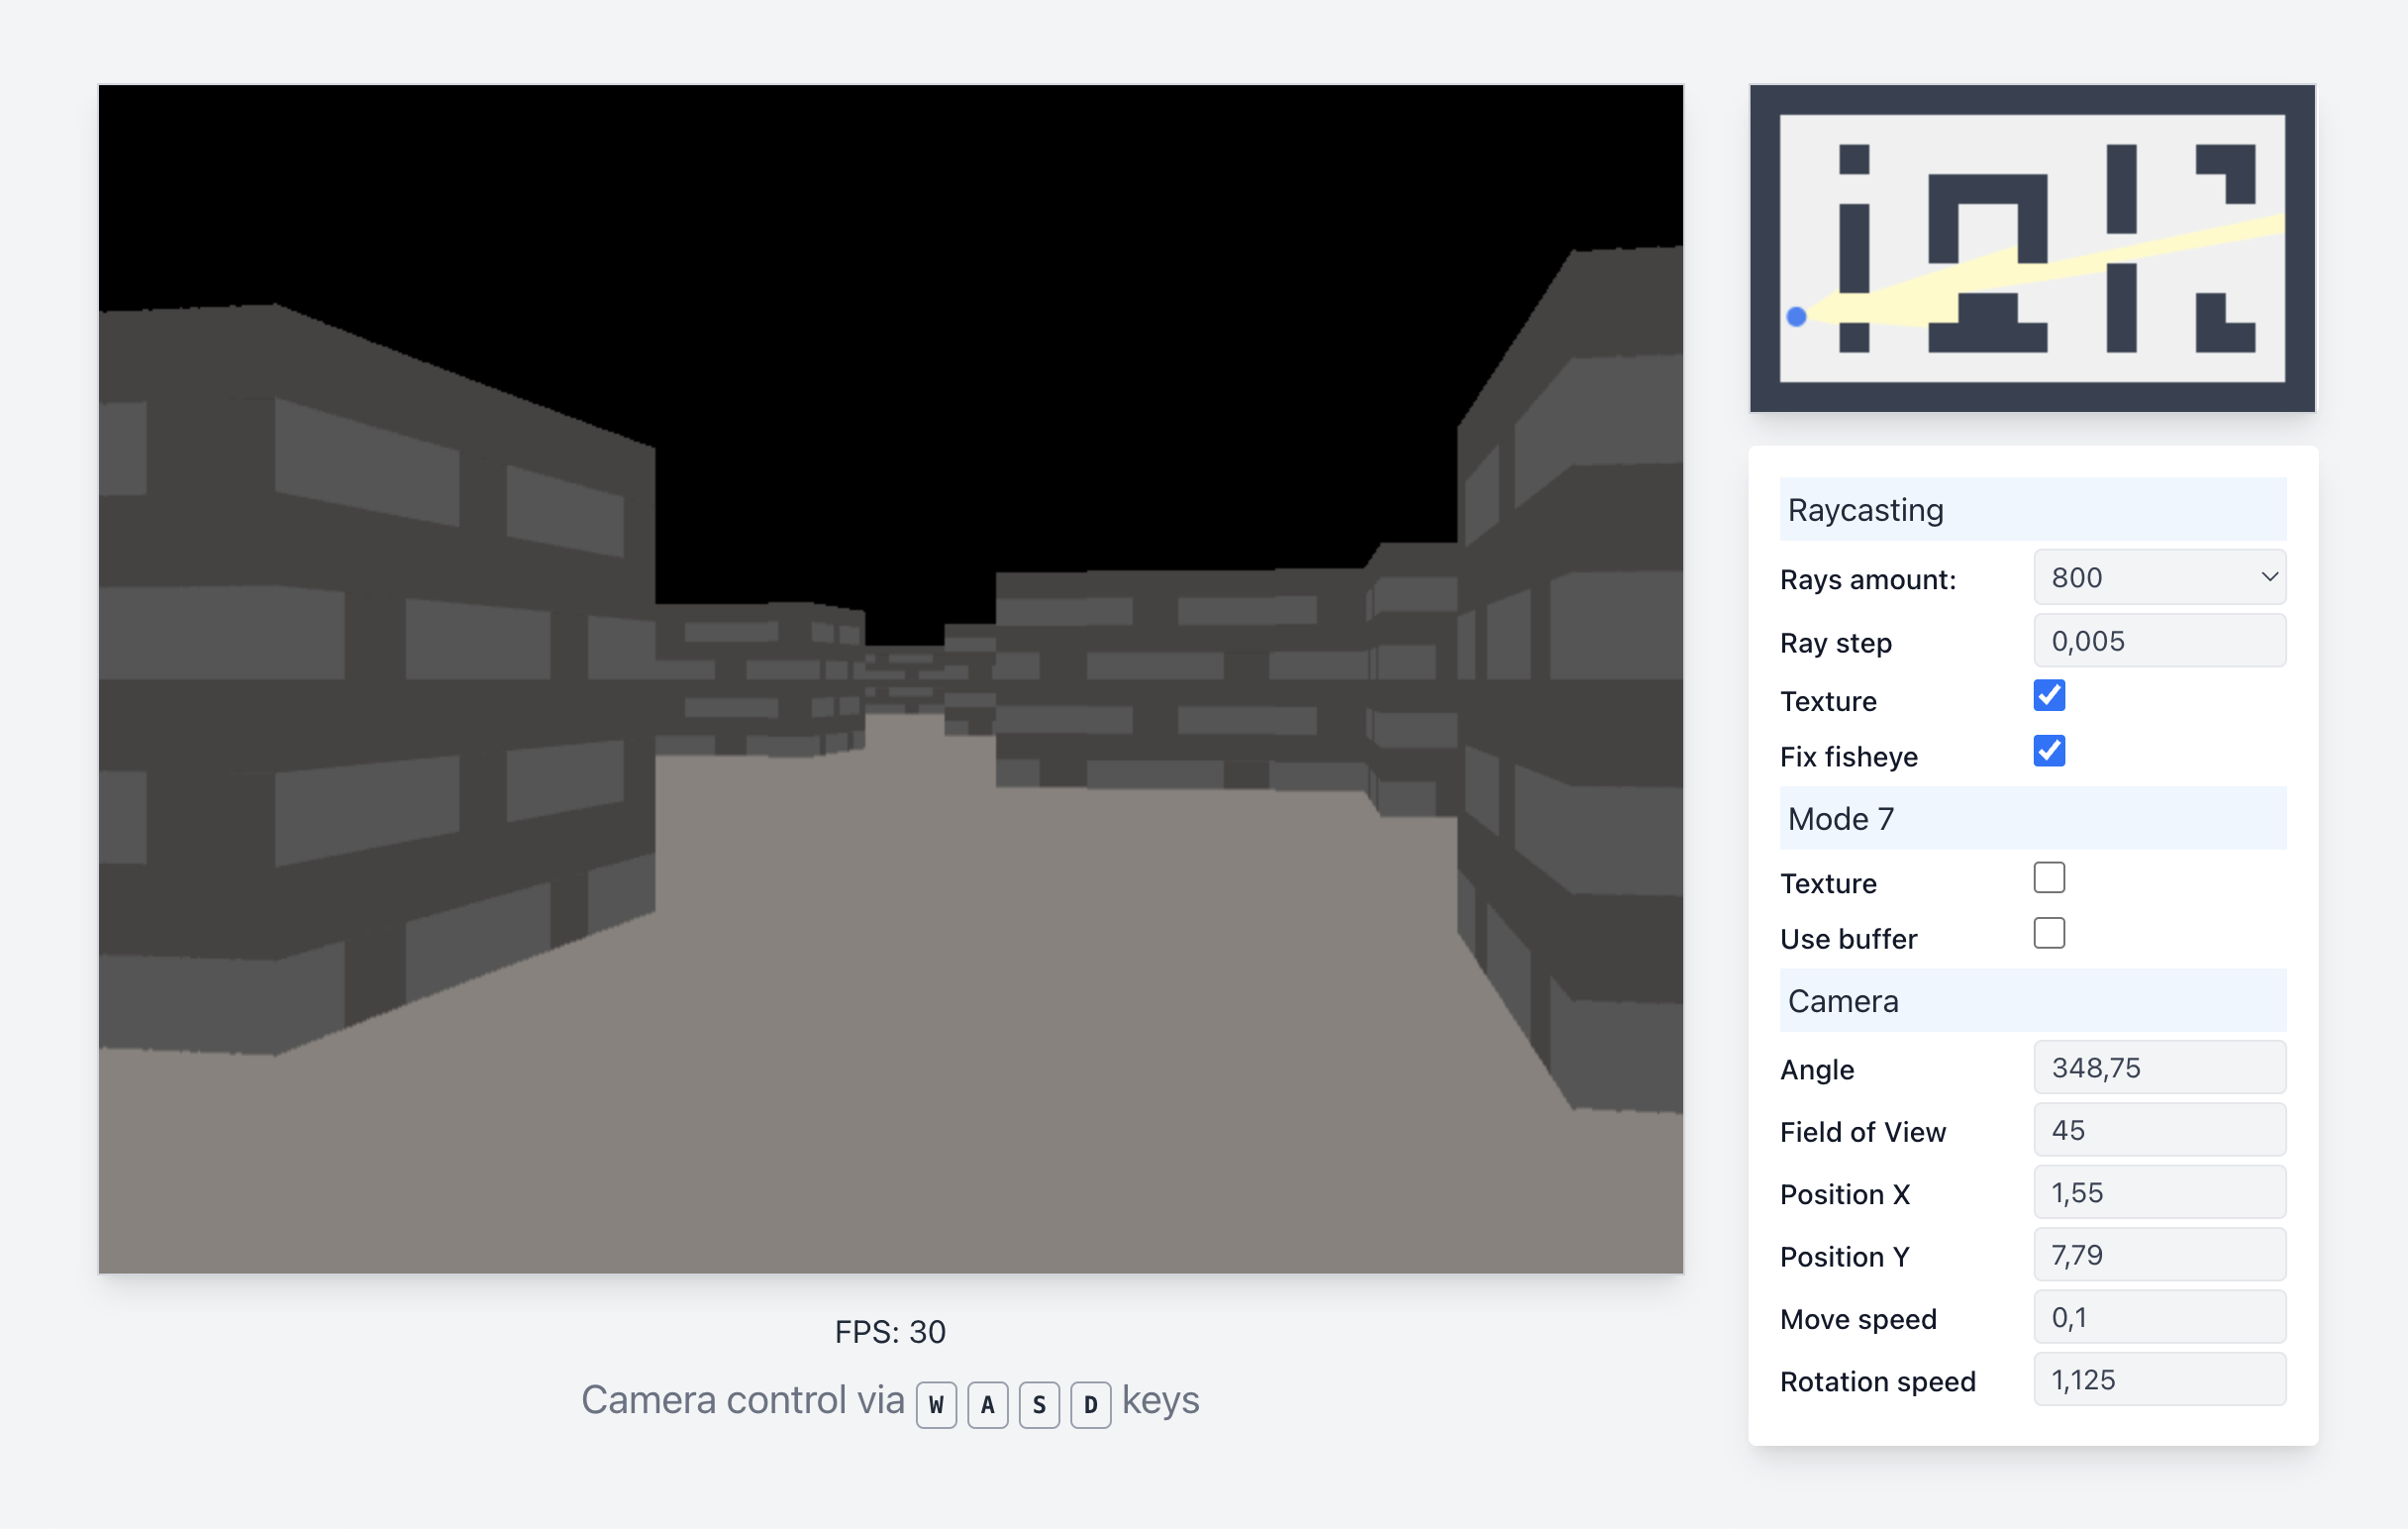 Raycasting
Rays amount: 800
Ray step 0,005
Texture
Fix fisheye
Mode 7
Texture
Use buffer
Camera
Angle 348,75
Field of View 45
Position X 1,55
Position Y 7,79
Move speed 0,1
Rotation speed 1,125
FPS: 30
Camera control via W A S D keys